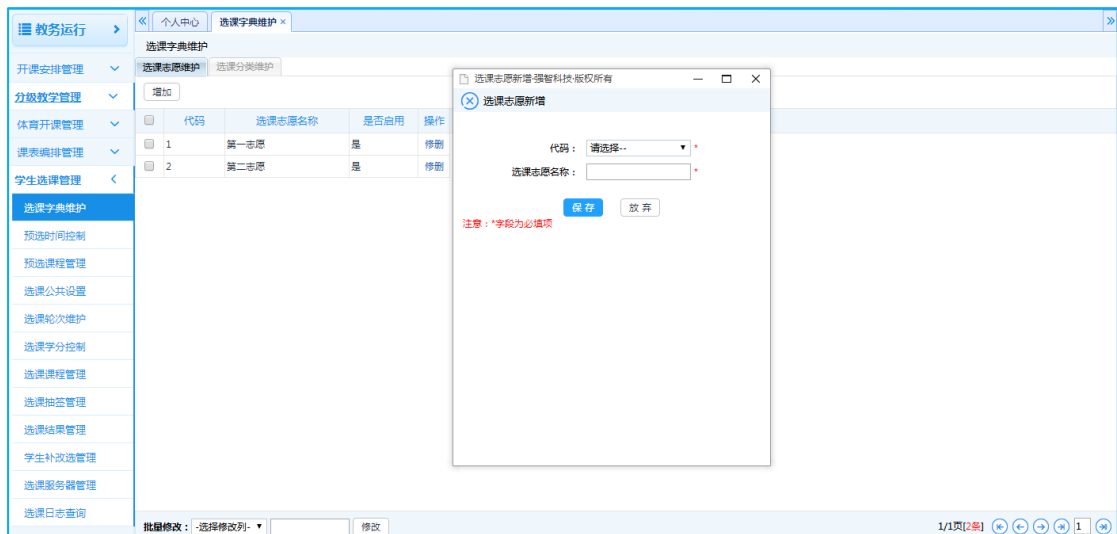 教务运行
个人中心 选课字典维护 ×
选课字典维护
选课志愿维护 选课分类维护
增加
代码 选课志愿名称 是否启用 操作
1 第一志愿 是 修删
2 第二志愿 是 修删
开课安排管理
分级教学管理
体育开课管理
课表编排管理
学生选课管理
选课字典维护
预选时间控制
预选课程管理
选课公共设置
选课轮次维护
选课学分控制
选课课程管理
选课抽签管理
选课结果管理
学生补改选管理
选课服务器管理
选课日志查询
选课志愿新增-强智科技-版权所有
选课志愿新增
代码： 请选择-- *
选课志愿名称： *
保存 放弃
注意：*字段为必填项
批量修改： -选择修改列- 修改
1/1页[2条] 1